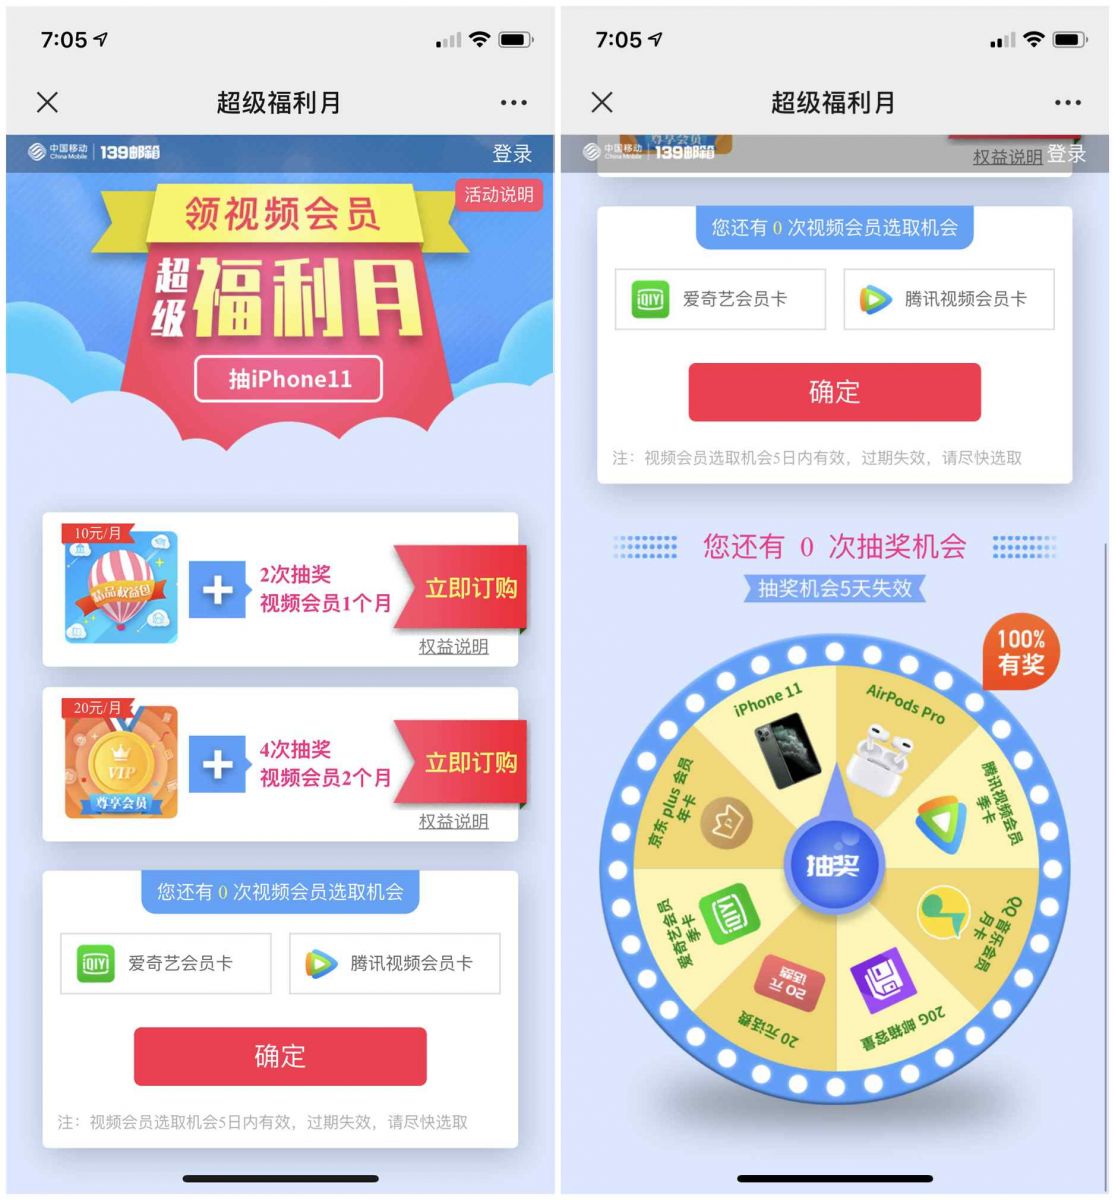 7:05
超级福利月
中国移动
China Mobile
139邮箱
登录
活动说明
领视频会员
超级
福利月
抽iPhone11
10元/月
精品权益包
2次抽奖
视频会员1个月
立即订购
权益说明
20元/月
VIP
尊享会员
4次抽奖
视频会员2个月
立即订购
权益说明
您还有 0 次视频会员选取机会
iQIYI
爱奇艺会员卡
腾讯视频会员卡
确定
注：视频会员选取机会5日内有效，过期失效，请尽快选取
7:05
超级福利月
尊享会员
中国移动
China Mobile
139邮箱
权益说明
登录
您还有 0 次视频会员选取机会
iQIYI
爱奇艺会员卡
腾讯视频会员卡
确定
注：视频会员选取机会5日内有效，过期失效，请尽快选取
您还有 0 次抽奖机会
抽奖机会5天失效
100%
有奖
iPhone 11
AirPods Pro
腾讯视频会员
季卡
QQ 音乐会员
月卡
20G 邮箱容量
20元
话费
20 元话费
iQIYI
爱奇艺会员
季卡
京东 plus 会员
年卡
抽奖